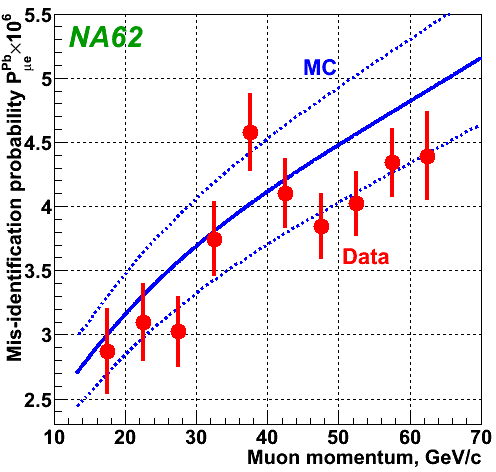 NA62
MC
Data
Mis-identification probability P^Pb_μe×10^6
5.5
5
4.5
4
3.5
3
2.5
10 20 30 40 50 60 70
Muon momentum, GeV/c